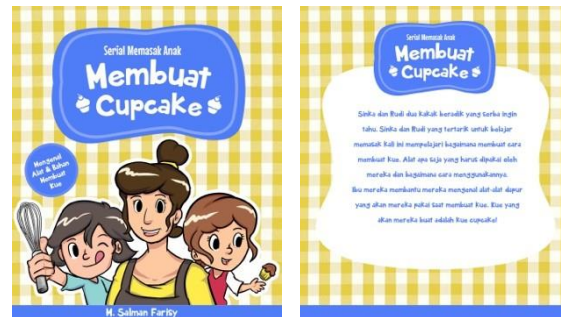 Serial Memasak Anak
Membuat
Cupcake
Mengenal
Alat & Bahan
Membuat
Kue
M. Salman Farisy
Serial Memasak Anak
Membuat
Cupcake
Sinka dan Rudi dua kakak beradik yang serba ingin
tahu. Sinka dan Rudi yang tertarik untuk belajar
memasak kali ini mempelajari bagaimana membuat cara
membuat kue. Alat apa saja yang harus dipakai oleh
mereka dan bagaimana cara menggunakannya.
Ibu mereka membantu mereka mengenal alat-alat dapur
yang akan mereka pakai saat membuat kue. Kue yang
akan mereka buat adalah kue cupcake!